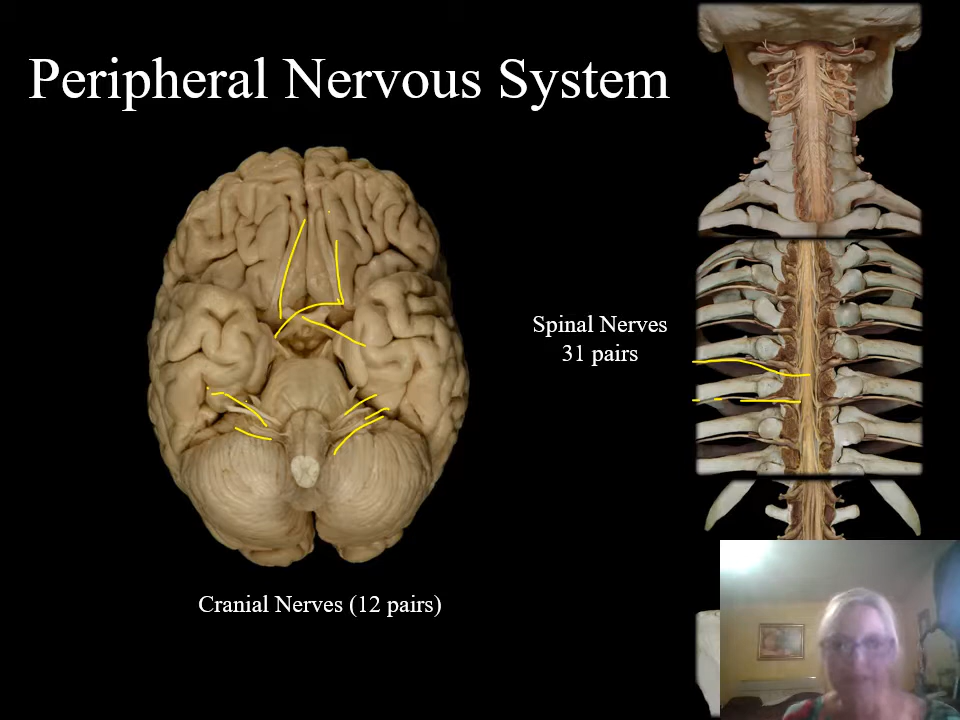 Peripheral Nervous System
Spinal Nerves
31 pairs
Cranial Nerves (12 pairs)